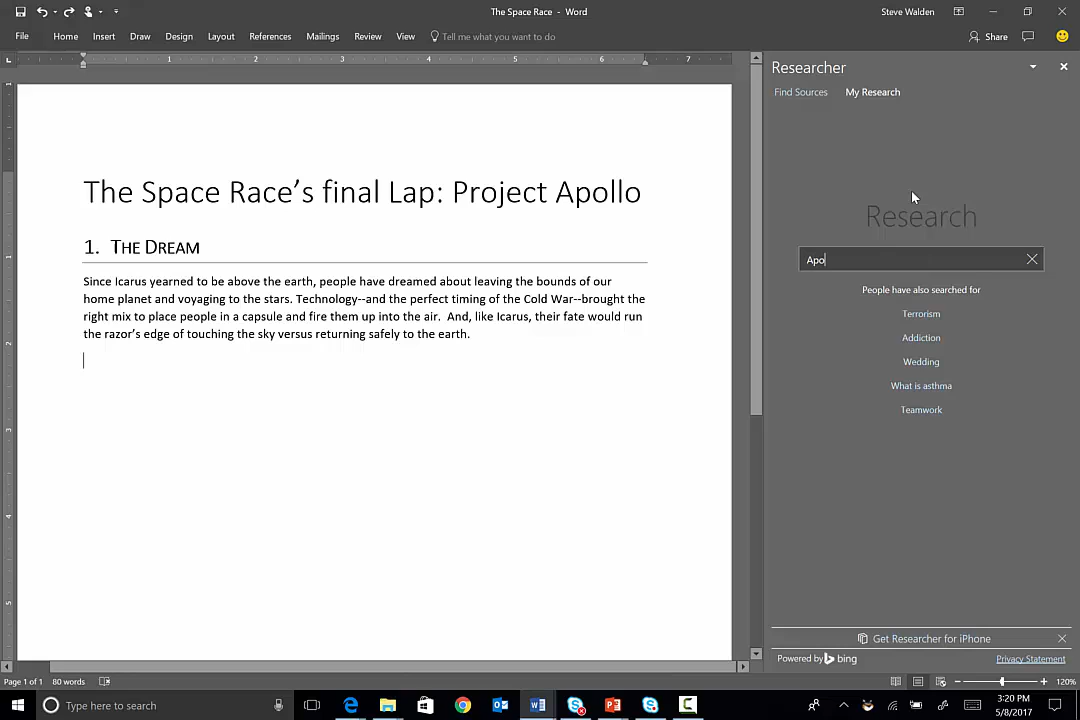 The Space Race - Word
Steve Walden
File Home Insert Draw Design Layout References Mailings Review View Tell me what you want to do
Share
1 2 3 4 5 6 7
Researcher
Find Sources My Research
The Space Race’s final Lap: Project Apollo
1. THE DREAM
Since Icarus yearned to be above the earth, people have dreamed about leaving the bounds of our
home planet and voyaging to the stars. Technology--and the perfect timing of the Cold War--brought the
right mix to place people in a capsule and fire them up into the air. And, like Icarus, their fate would run
the razor’s edge of touching the sky versus returning safely to the earth.
Research
Apo
People have also searched for
Terrorism
Addiction
Wedding
What is asthma
Teamwork
Get Researcher for iPhone
Powered by bing
Privacy Statement
Page 1 of 1 80 words
120%
Type here to search
3:20 PM
5/8/2017